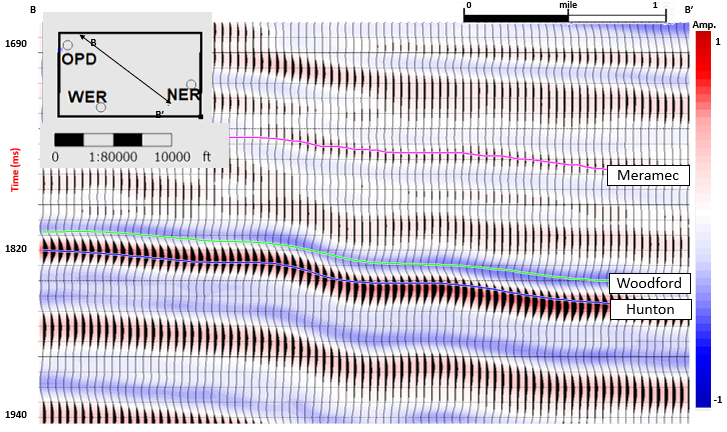 B
0 mile 1
B'
Amp.
1690
1
B
OPD
WER
NER
B'
0 1:80000 10000 ft
Time (ms)
Meramec
1820
Woodford
Hunton
-1
1940